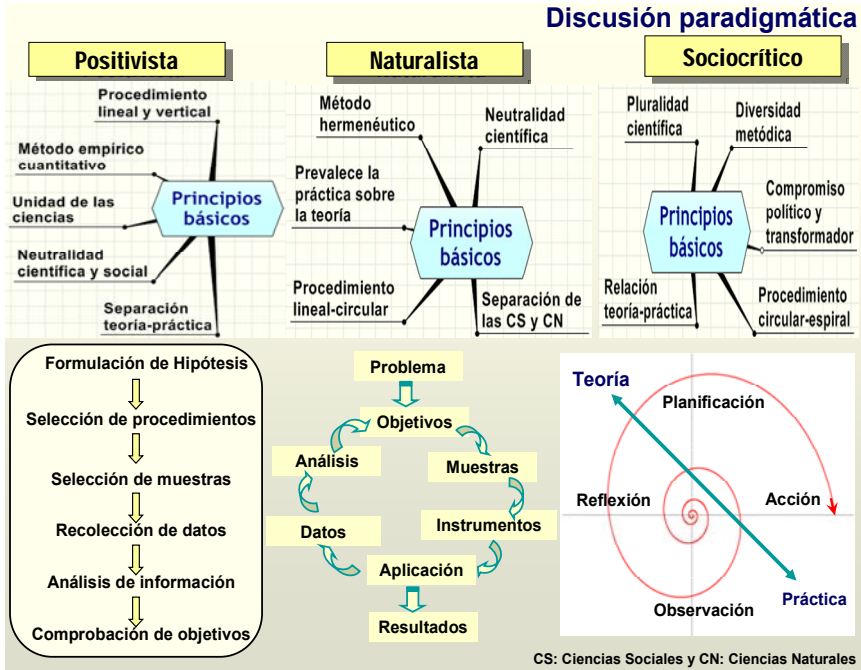 Discusión paradigmática
Positivista
Procedimiento
lineal y vertical
Método empírico
cuantitativo
Unidad de las
ciencias
Neutralidad
científica y social
Separación
teoría-práctica
Principios
básicos
Naturalista
Método
hermenéutico
Neutralidad
científica
Prevalece la
práctica sobre
la teoría
Principios
básicos
Procedimiento
lineal-circular
Separación de
las CS y CN
Sociocrítico
Pluralidad
científica
Diversidad
metódica
Compromiso
político y
transformador
Principios
básicos
Relación
teoría-práctica
Procedimiento
circular-espiral
Formulación de Hipótesis
Selección de procedimientos
Selección de muestras
Recolección de datos
Análisis de información
Comprobación de objetivos
Problema
Objetivos
Análisis
Muestras
Datos
Instrumentos
Aplicación
Resultados
Teoría
Planificación
Reflexión
Acción
Práctica
Observación
CS: Ciencias Sociales y CN: Ciencias Naturales